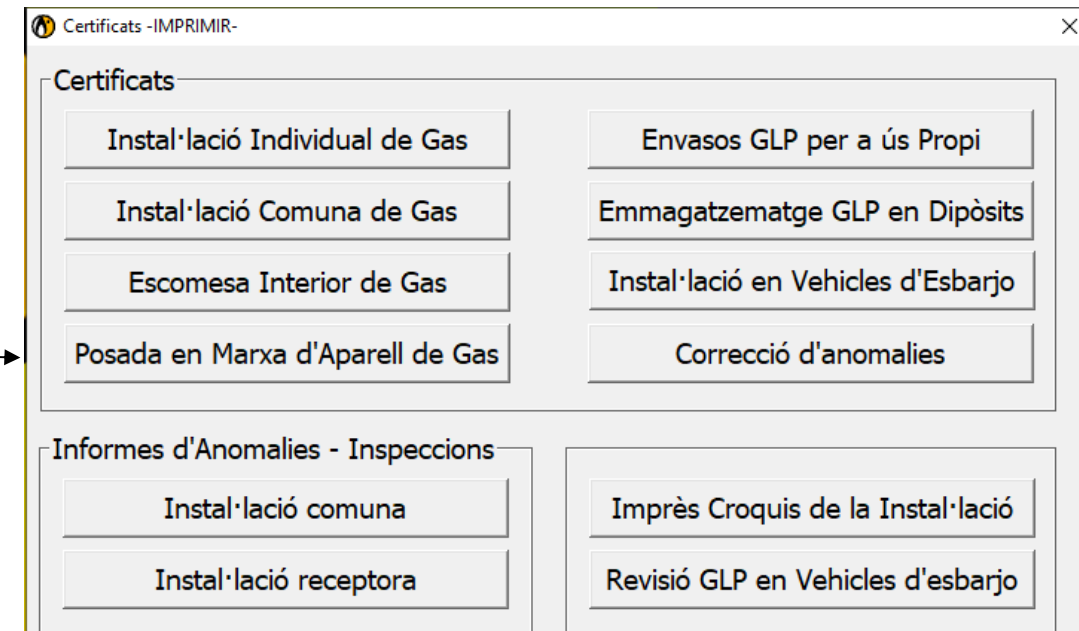 Certificats -IMPRIMIR-
Certificats
Instal·lació Individual de Gas
Envasos GLP per a ús Propi
Instal·lació Comuna de Gas
Emmagatzematge GLP en Dipòsits
Escomesa Interior de Gas
Instal·lació en Vehicles d'Esbarjo
Posada en Marxa d'Aparell de Gas
Correcció d'anomalies
Informes d'Anomalies - Inspeccions
Instal·lació comuna
Imprès Croquis de la Instal·lació
Instal·lació receptora
Revisió GLP en Vehicles d'esbarjo